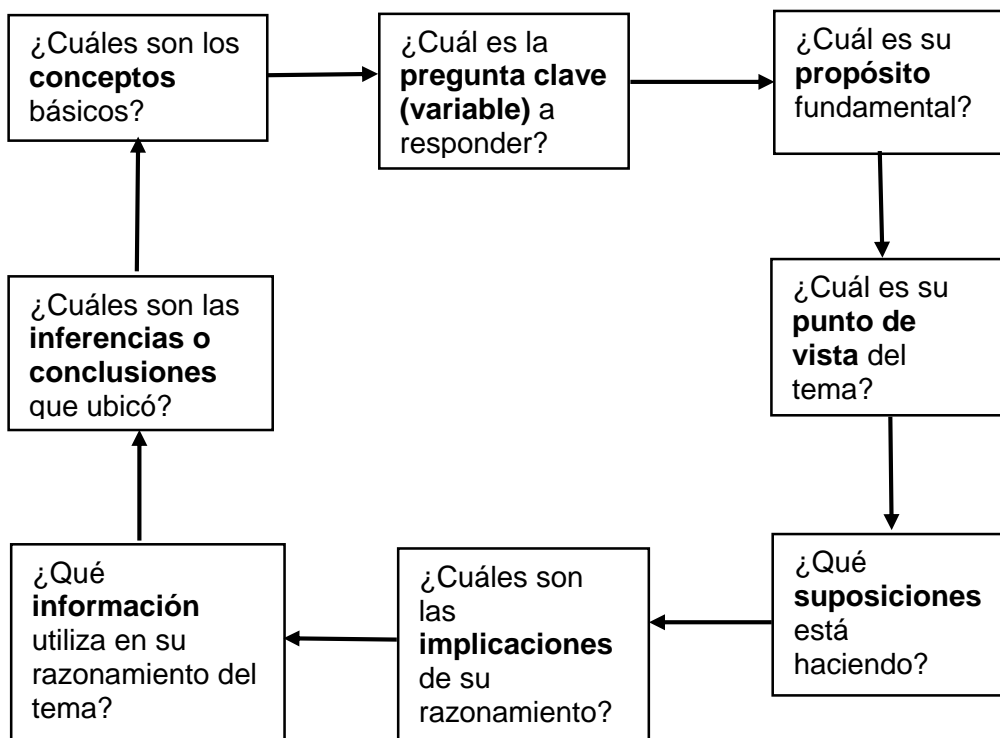 ¿Cuáles son los
conceptos
básicos?
¿Cuál es la
pregunta clave
(variable) a
responder?
¿Cuál es su
propósito
fundamental?
¿Cuál es su
punto de
vista del
tema?
¿Qué
suposiciones
está
haciendo?
¿Cuáles son
las
implicaciones
de su
razonamiento?
¿Qué
información
utiliza en su
razonamiento del
tema?
¿Cuáles son las
inferencias o
conclusiones
que ubicó?